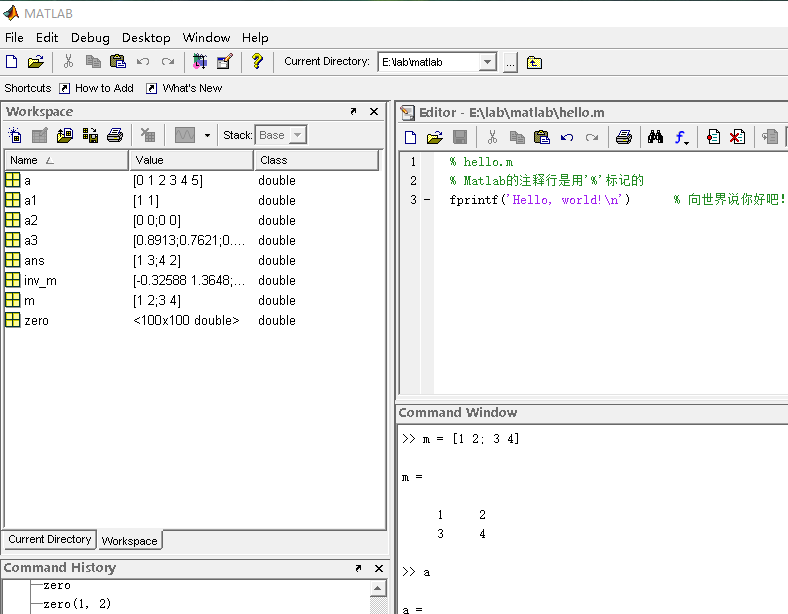 MATLAB
File Edit Debug Desktop Window Help
Current Directory: E:\lab\matlab ...
Shortcuts How to Add What's New
Workspace
Stack: Base
Name Value Class
a [0 1 2 3 4 5] double
a1 [1 1] double
a2 [0 0;0 0] double
a3 [0.8913;0.7621;0.... double
ans [1 3;4 2] double
inv_m [-0.32588 1.3648;... double
m [1 2;3 4] double
zero <100x100 double> double
Current Directory Workspace
Command History
zero
zero(1, 2)
Editor - E:\lab\matlab\hello.m
1 % hello.m
2 % Matlab的注释行是用'%'标记的
3 - fprintf('Hello, world!\n') % 向世界说你好吧!
Command Window
>> m = [1 2; 3 4]
m =
1 2
3 4
>> a
a =